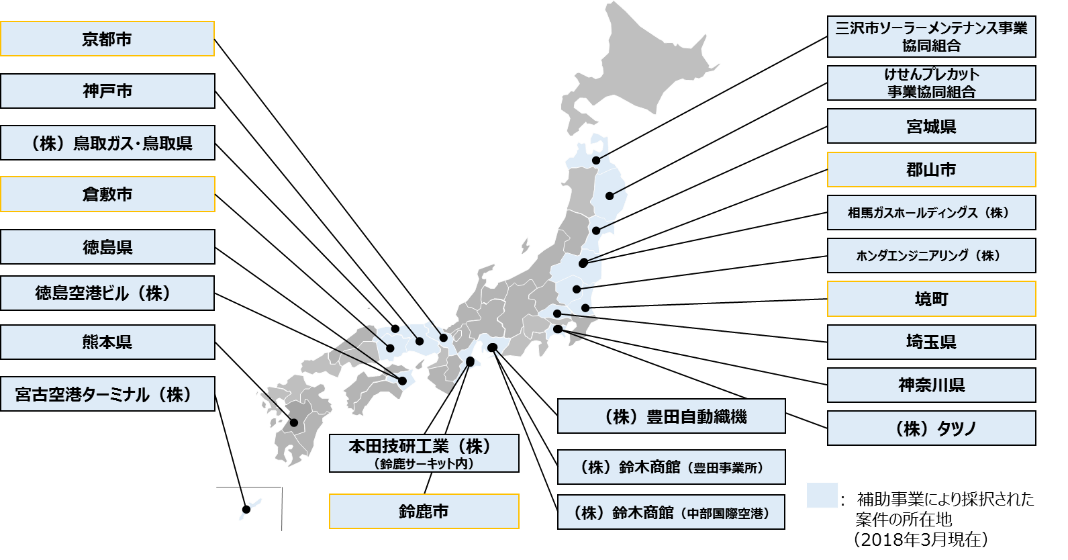 京都市
神戸市
（株）鳥取ガス・鳥取県
倉敷市
徳島県
徳島空港ビル（株）
熊本県
宮古空港ターミナル（株）
本田技研工業（株）
（鈴鹿サーキット内）
鈴鹿市
（株）豊田自動織機
（株）鈴木商館（豊田事業所）
（株）鈴木商館（中部国際空港）
三沢市ソーラーメンテナンス事業
協同組合
けせんプレカット
事業協同組合
宮城県
郡山市
相馬ガスホールディングス（株）
ホンダエンジニアリング（株）
境町
埼玉県
神奈川県
（株）タツノ
：補助事業により採択された
案件の所在地
（2018年3月現在）